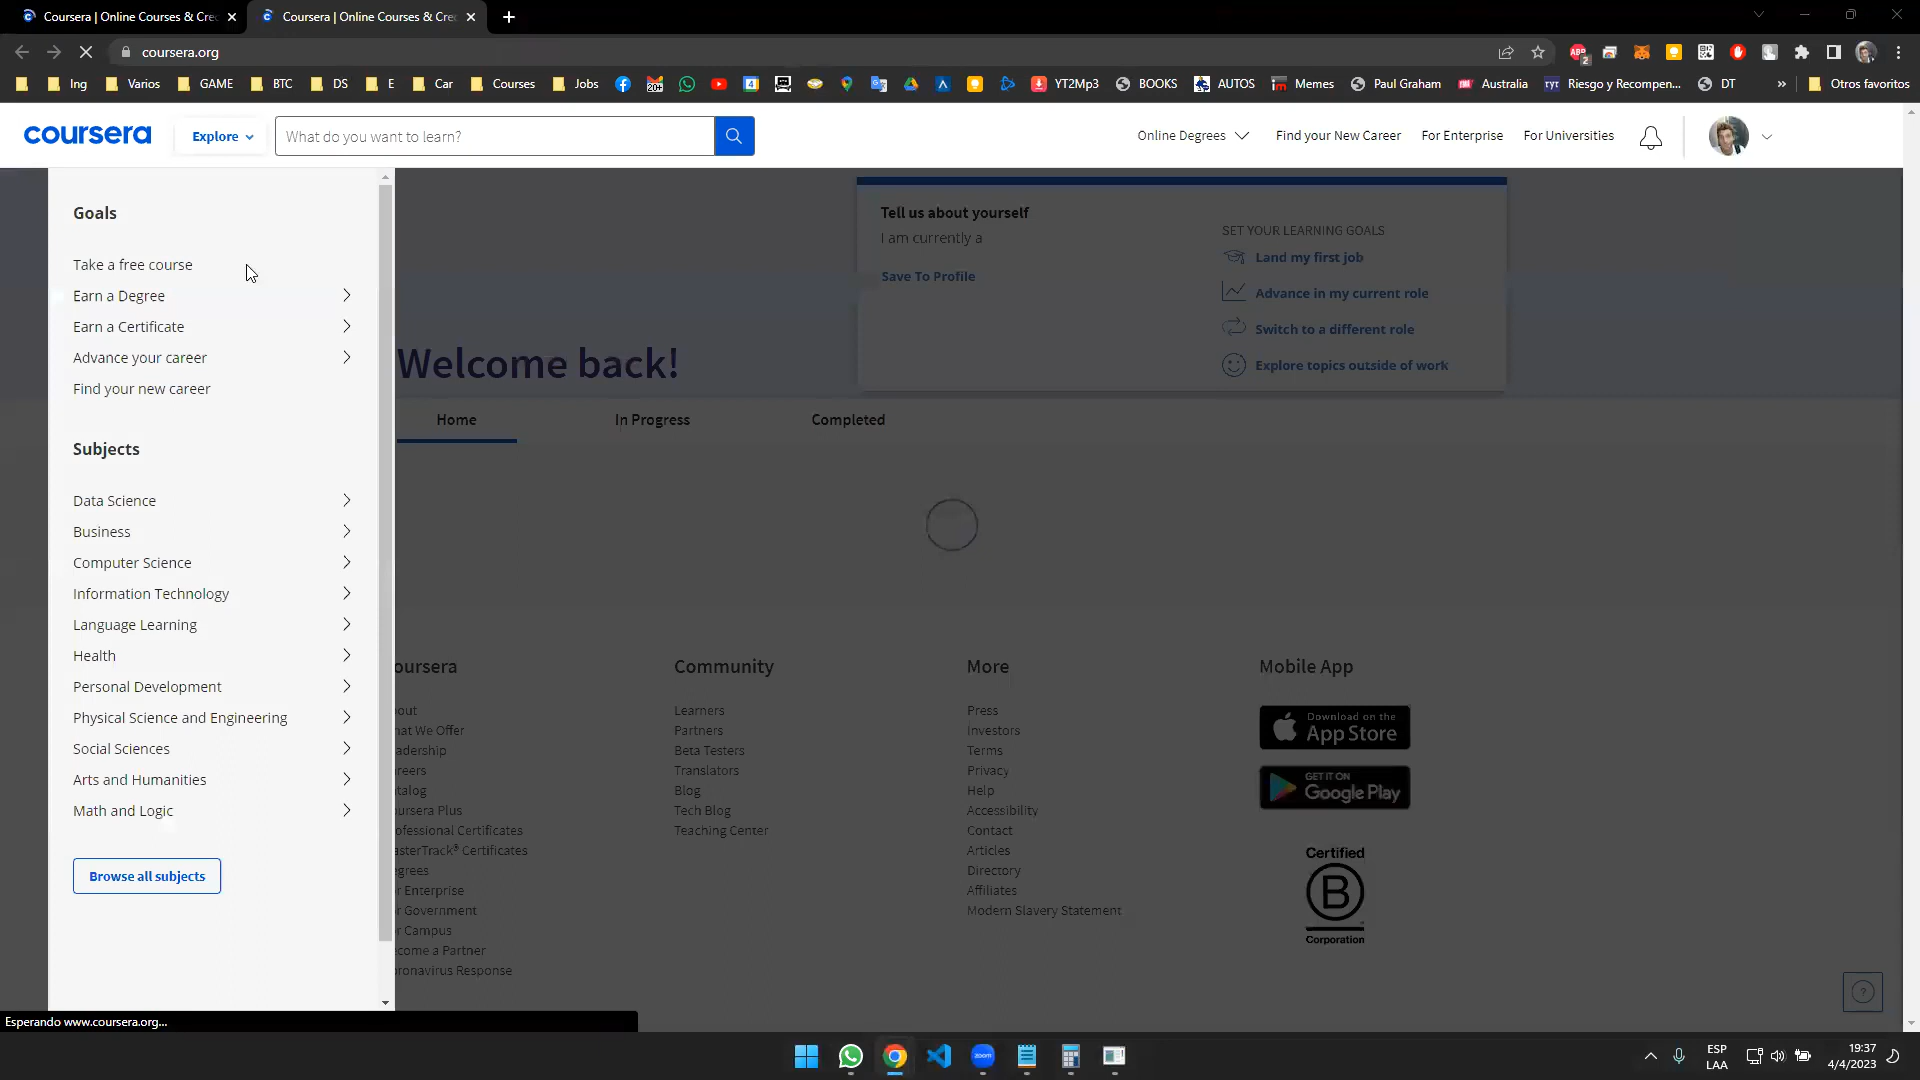 Coursera | Online Courses & Cre
Coursera | Online Courses & Cre
coursera.org
2
Ing
Varios
GAME
BTC
DS
E
Car
Courses
Jobs
20+
4
YT2Mp3
BOOKS
AUTOS
Memes
Paul Graham
Australia
TYT
Riesgo y Recompen...
DT
»
Otros favoritos
coursera
Explore
What do you want to learn?
Online Degrees
Find your New Career
For Enterprise
For Universities
Goals
Take a free course
Earn a Degree
Earn a Certificate
Advance your career
Find your new career
Subjects
Data Science
Business
Computer Science
Information Technology
Language Learning
Health
Personal Development
Physical Science and Engineering
Social Sciences
Arts and Humanities
Math and Logic
Browse all subjects
Tell us about yourself
I am currently a
Save To Profile
SET YOUR LEARNING GOALS
Land my first job
Advance in my current role
Switch to a different role
Explore topics outside of work
Welcome back!
Home
In Progress
Completed
oursera
out
hat We Offer
adership
reers
talog
oursera Plus
ofessional Certificates
asterTrack® Certificates
grees
r Enterprise
r Government
r Campus
ecome a Partner
oronavirus Response
Community
Learners
Partners
Beta Testers
Translators
Blog
Tech Blog
Teaching Center
More
Press
Investors
Terms
Privacy
Help
Accessibility
Contact
Articles
Directory
Affiliates
Modern Slavery Statement
Mobile App
Download on the
App Store
GET IT ON
Google Play
Certified
B
Corporation
?
Esperando www.coursera.org...
zoom
ESP
LAA
19:37
4/4/2023